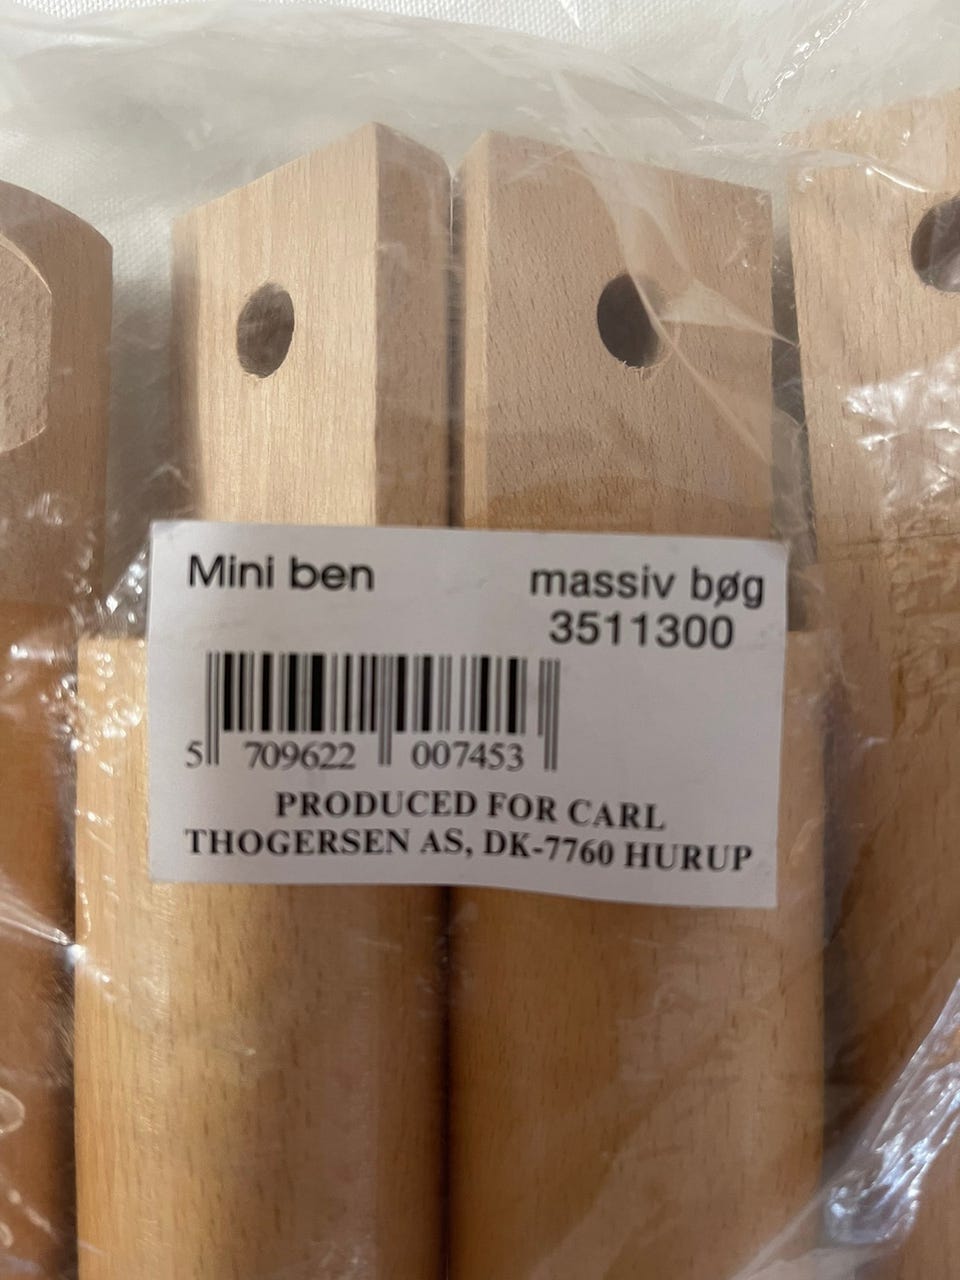 Mini ben massiv bøg
3511300
5 709622 007453
PRODUCED FOR CARL
THOGERSEN AS, DK-7760 HURUP